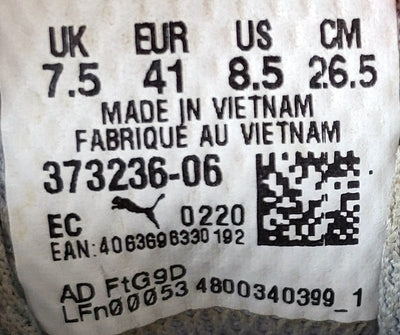 UK EUR US CM
7.5 41 8.5 26.5
MADE IN VIETNAM
FABRIQUÉ AU VIETNAM
373236-06
EC 0220
EAN:4063696330192
AD FtG9D
LFn00053 4800340399_1